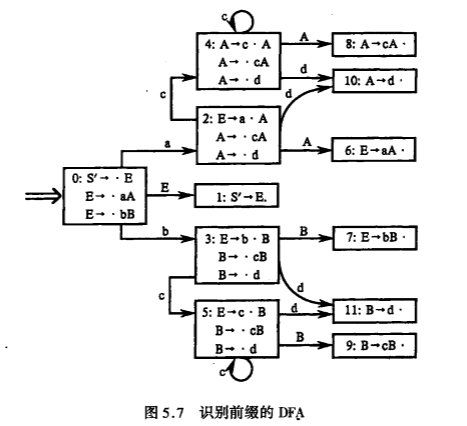 c
4: A→c · A
A→ · cA
A→ · d
A
8: A→cA ·
d
10: A→d ·
c
d
2: E→a · A
A→ · cA
A→ · d
a
A
6: E→aA ·
0: S′→ · E
E→ · aA
E→ · bB
E
1: S′→E.
b
3: E→b · B
B→ · cB
B→ · d
B
7: E→bB ·
c
d
5: E→c · B
B→ · cB
B→ · d
d
11: B→d ·
B
9: B→cB ·
c
图 5.7 识别前缀的 DFA